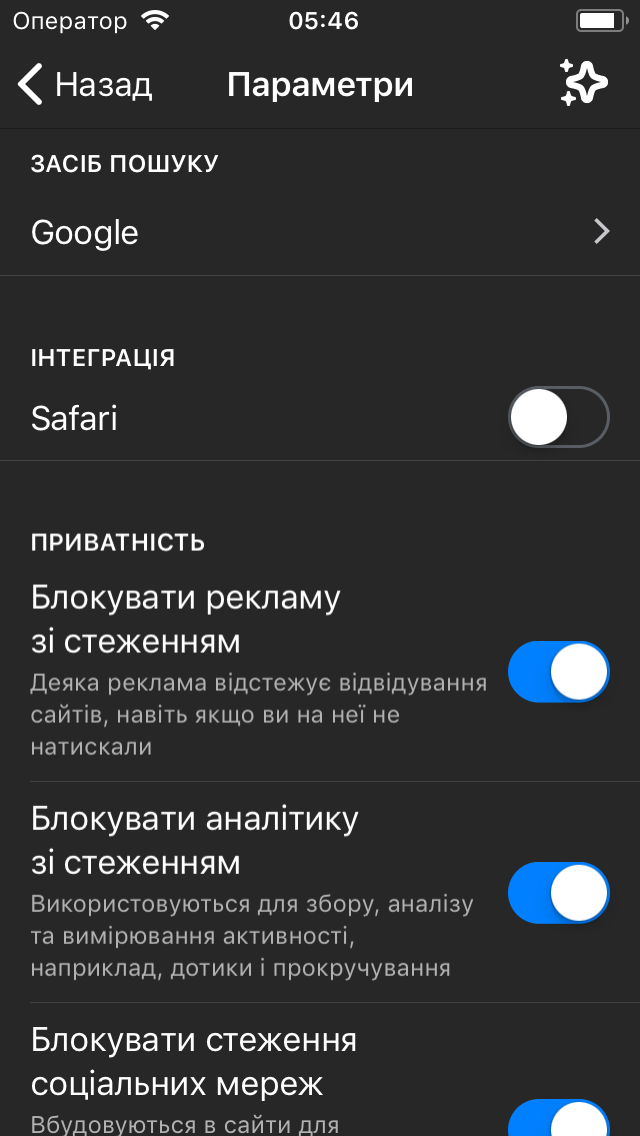 Оператор 05:46
Назад Параметри
ЗАСІБ ПОШУКУ
Google
ІНТЕГРАЦІЯ
Safari
ПРИВАТНІСТЬ
Блокувати рекламу
зі стеженням
Деяка реклама відстежує відвідування
сайтів, навіть якщо ви на неї не
натискали
Блокувати аналітику
зі стеженням
Використовуються для збору, аналізу
та вимірювання активності,
наприклад, дотики і прокручування
Блокувати стеження
соціальних мереж
Вбудовуються в сайти для